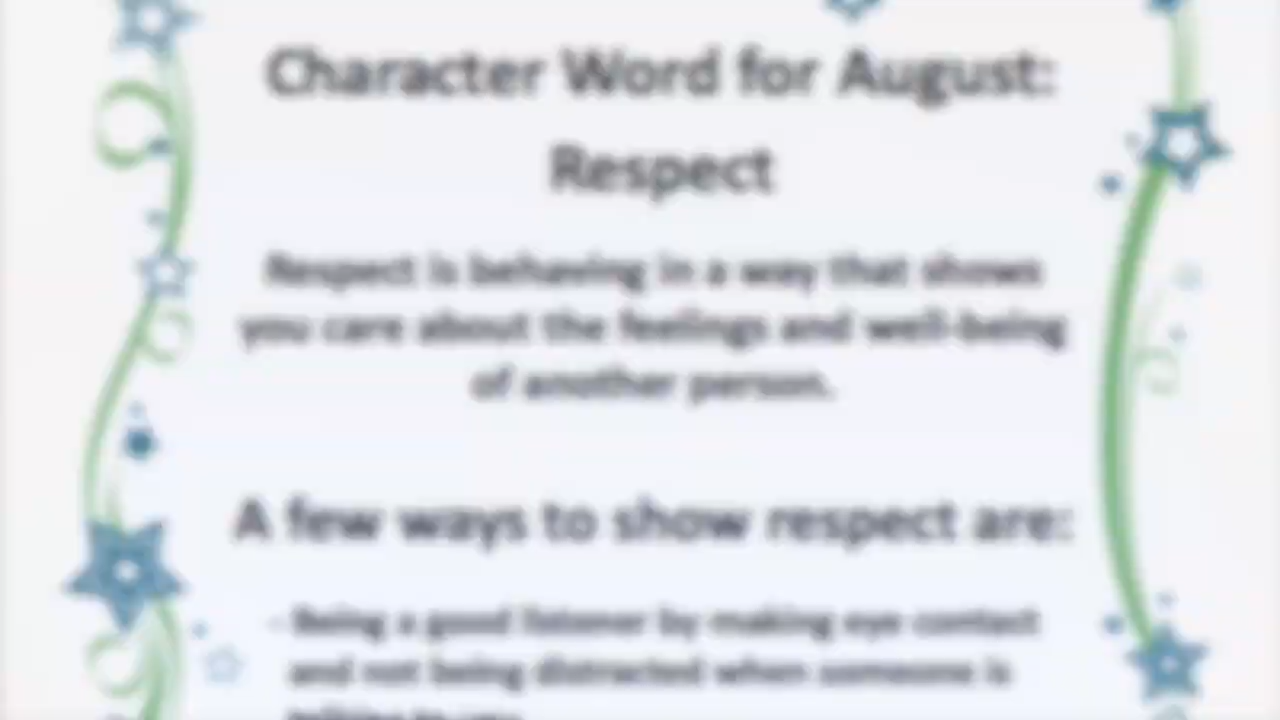 Character Word for August:
Respect
Respect is behaving in a way that shows
you care about the feelings and well-being
of another person.
A few ways to show respect are:
- Being a good listener by making eye contact
and not being distracted when someone is